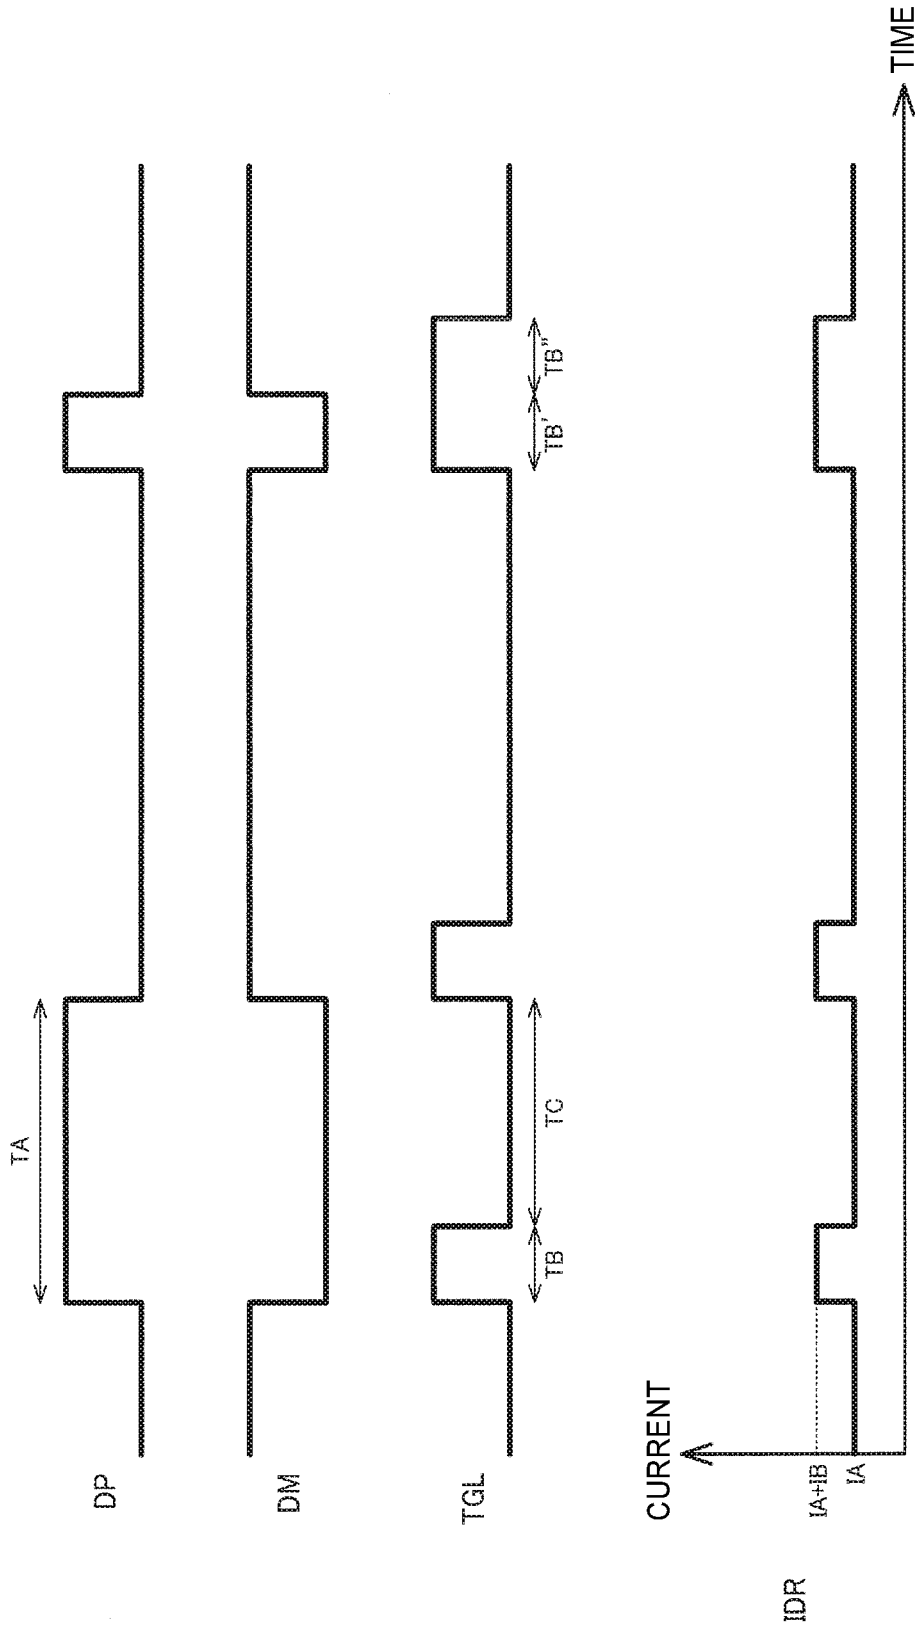 TA
DP
DM
TGL
TB
TC
TB'
TB"
CURRENT
IA+IB
IA
IDR
TIME